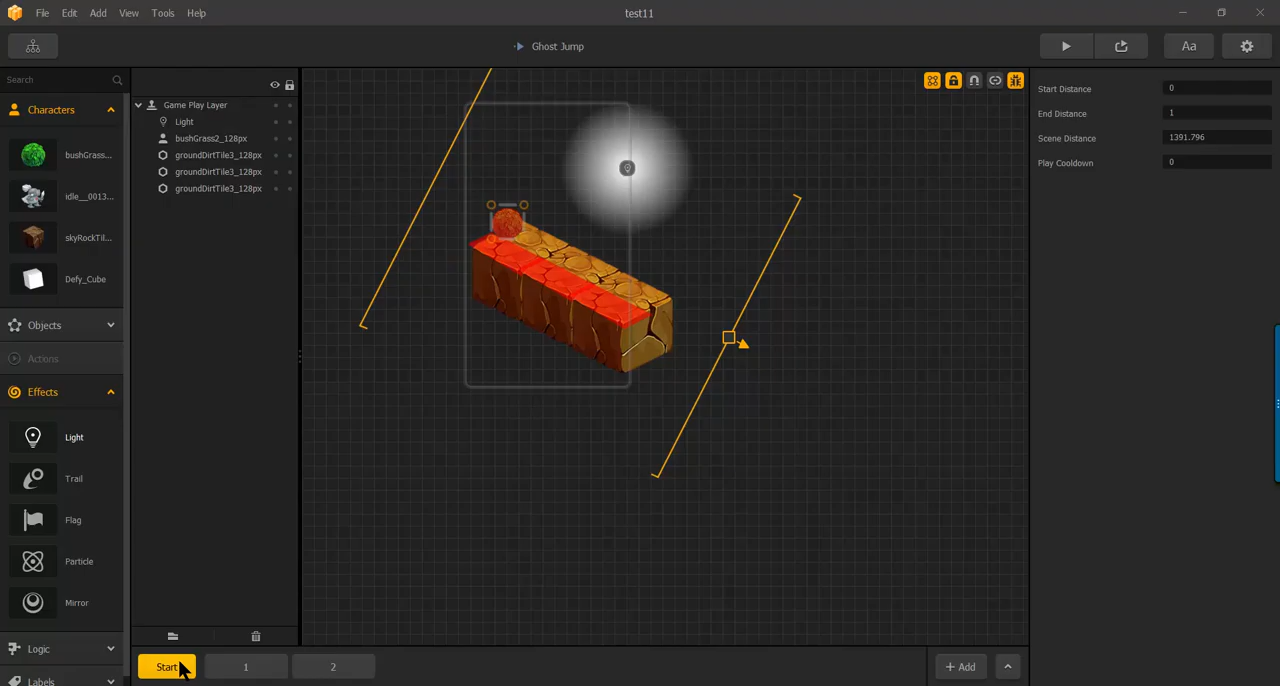 File Edit Add View Tools Help
test11
Ghost Jump
Aa
Search
Characters
bushGrass...
idle__0013...
skyRockTil...
Defy_Cube
Objects
Actions
Effects
Light
Trail
Flag
Particle
Mirror
Logic
Labels
Game Play Layer
Light
bushGrass2_128px
groundDirtTile3_128px
groundDirtTile3_128px
groundDirtTile3_128px
Start Distance 0
End Distance 1
Scene Distance 1391.796
Play Cooldown 0
Start 1 2
+ Add